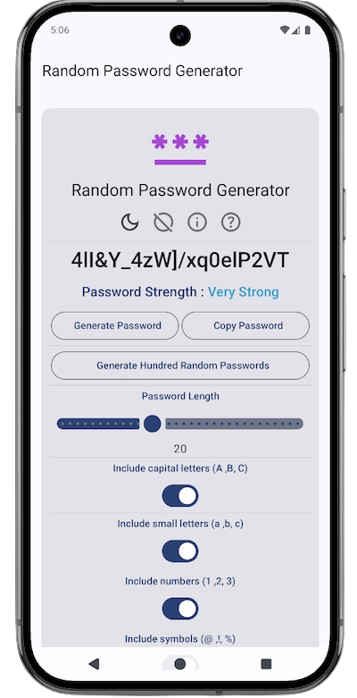 5:06
Random Password Generator
***
Random Password Generator
4lI&Y_4zW]/xq0elP2VT
Password Strength : Very Strong
Generate Password
Copy Password
Generate Hundred Random Passwords
Password Length
20
Include capital letters (A ,B, C)
Include small letters (a ,b, c)
Include numbers (1 ,2, 3)
Include symbols (@ ,!, %)